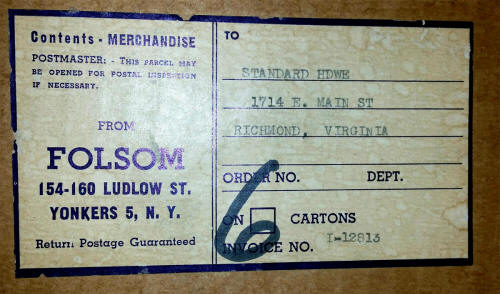 Contents - MERCHANDISE
POSTMASTER: - THIS PARCEL MAY
BE OPENED FOR POSTAL INSPECTION
IF NECESSARY.
FROM
FOLSOM
154-160 LUDLOW ST.
YONKERS 5, N. Y.
Return Postage Guaranteed
TO
STANDARD HDWE
1714 E. MAIN ST
RICHMOND, VIRGINIA
ORDER NO. DEPT.
ON CARTONS
6
INVOICE NO. I-12813